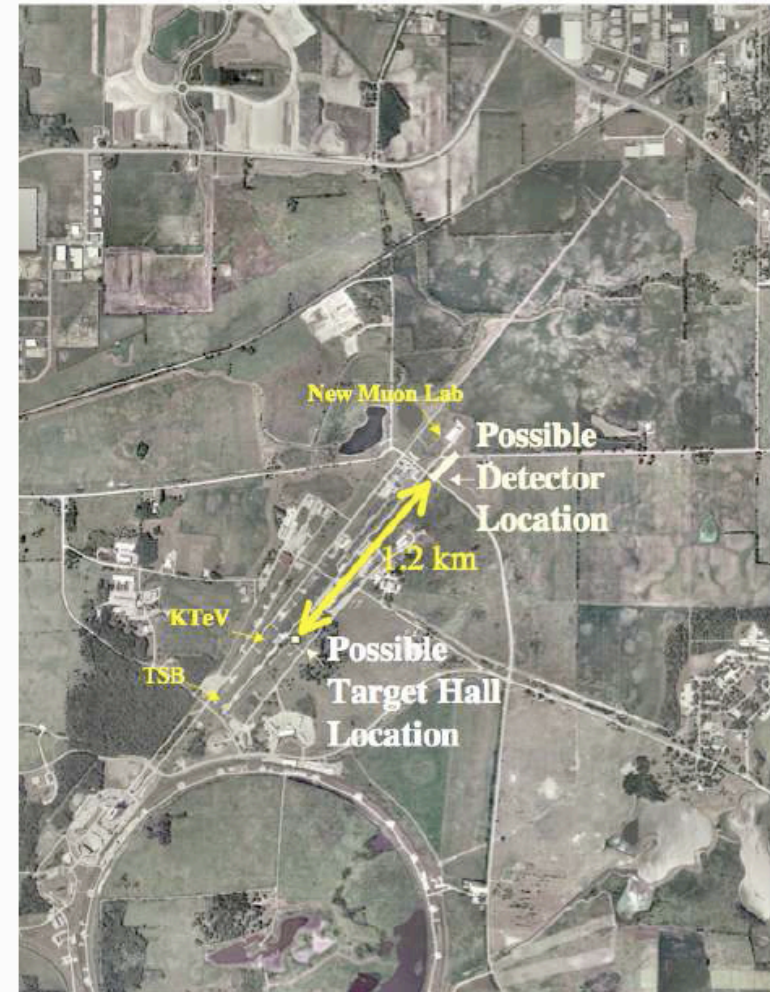 New Muon Lab
Possible
Detector
Location
1.2 km
KTeV
Possible
Target Hall
Location
TSB